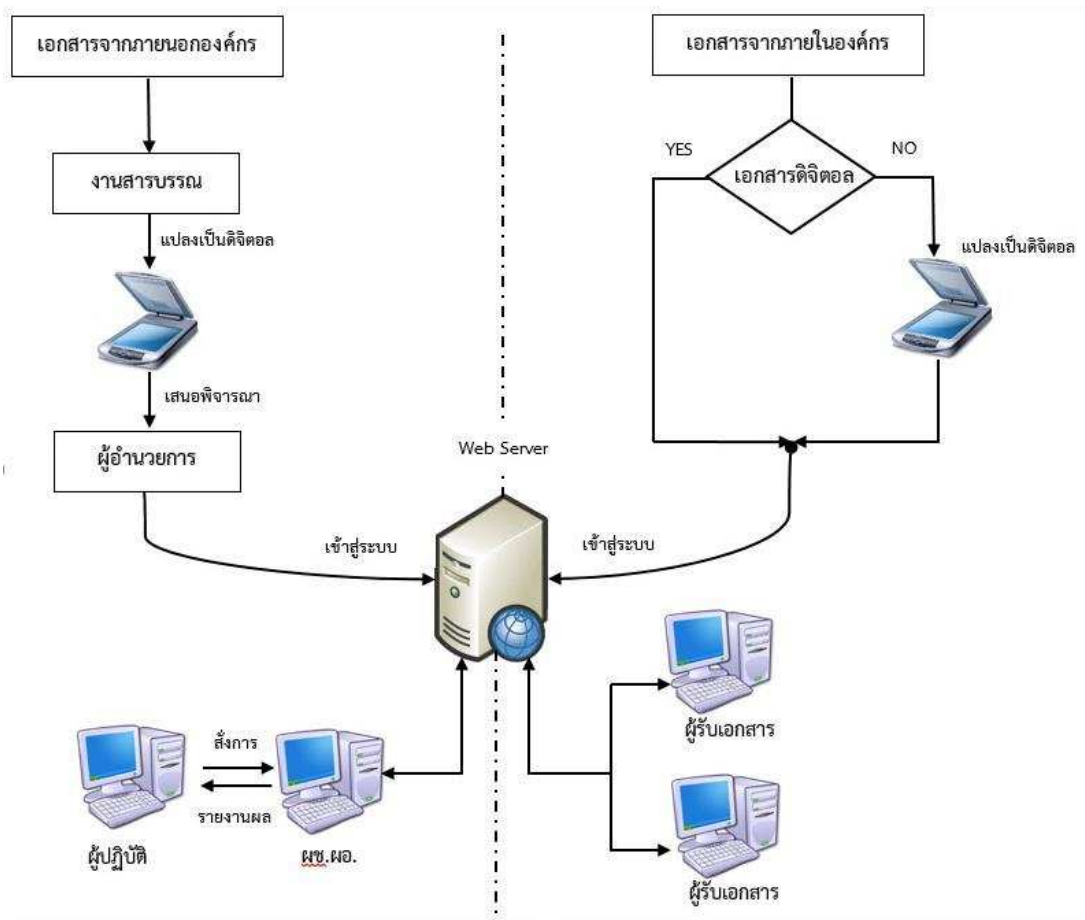 เอกสารจากภายนอกองค์กร
งานสารบรรณ
แปลงเป็นดิจิตอล
เสนอพิจารณา
ผู้อำนวยการ
เข้าสู่ระบบ
Web Server
เอกสารจากภายในองค์กร
YES
NO
เอกสารดิจิตอล
แปลงเป็นดิจิตอล
เข้าสู่ระบบ
สั่งการ
รายงานผล
ผู้ปฏิบัติ
ผช.ผอ.
ผู้รับเอกสาร
ผู้รับเอกสาร